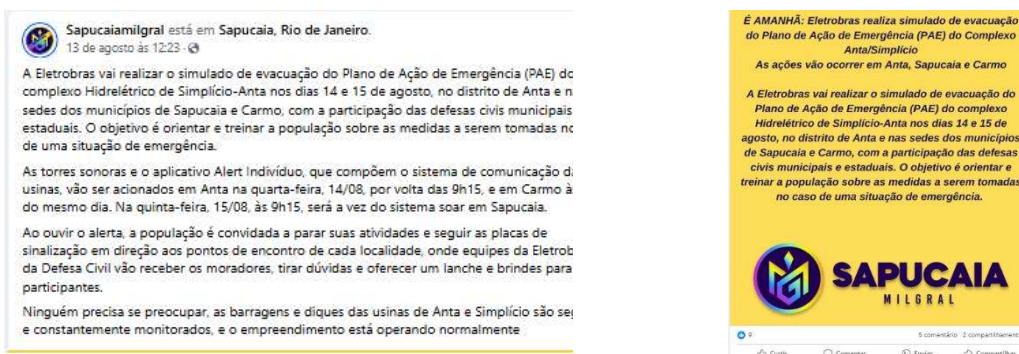 Sapucaiamilgral está em Sapucaia, Rio de Janeiro.
13 de agosto às 12:23 ·
A Eletrobras vai realizar o simulado de evacuação do Plano de Ação de Emergência (PAE) do
complexo Hidrelétrico de Simplício-Anta nos dias 14 e 15 de agosto, no distrito de Anta e n
sedes dos municípios de Sapucaia e Carmo, com a participação das defesas civis municipais
estaduais. O objetivo é orientar e treinar a população sobre as medidas a serem tomadas no
de uma situação de emergência.
As torres sonoras e o aplicativo Alert Indivíduo, que compõem o sistema de comunicação da
usinas, vão ser acionados em Anta na quarta-feira, 14/08, por volta das 9h15, e em Carmo à
do mesmo dia. Na quinta-feira, 15/08, às 9h15, será a vez do sistema soar em Sapucaia.
Ao ouvir o alerta, a população é convidada a parar suas atividades e seguir as placas de
sinalização em direção aos pontos de encontro de cada localidade, onde equipes da Eletrob
da Defesa Civil vão receber os moradores, tirar dúvidas e oferecer um lanche e brindes para
participantes.
Ninguém precisa se preocupar, as barragens e diques das usinas de Anta e Simplício são seg
e constantemente monitorados, e o empreendimento está operando normalmente
É AMANHÃ: Eletrobras realiza simulado de evacuação
do Plano de Ação de Emergência (PAE) do Complexo
Anta/Simplício
As ações vão ocorrer em Anta, Sapucaia e Carmo
A Eletrobras vai realizar o simulado de evacuação do
Plano de Ação de Emergência (PAE) do complexo
Hidrelétrico de Simplício-Anta nos dias 14 e 15 de
agosto, no distrito de Anta e nas sedes dos municípios
de Sapucaia e Carmo, com a participação das defesas
civis municipais e estaduais. O objetivo é orientar e
treinar a população sobre as medidas a serem tomadas
no caso de uma situação de emergência.
SAPUCAIA
MILGRAL
9
5 comentário 2 compartilhament
Curtir Comentar Enviar Compartilhar